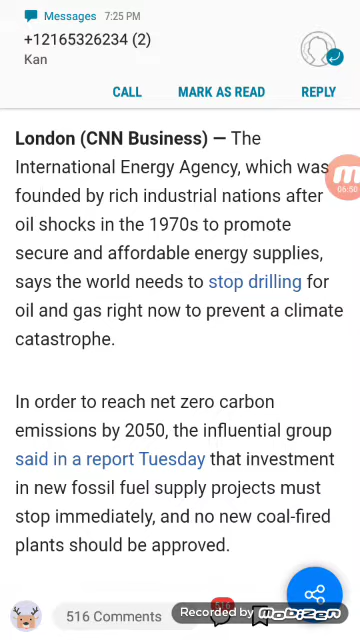 Messages 7:25 PM
+12165326234 (2)
Kan
CALL MARK AS READ REPLY
London (CNN Business) — The
International Energy Agency, which was
founded by rich industrial nations after
oil shocks in the 1970s to promote
secure and affordable energy supplies,
says the world needs to stop drilling for
oil and gas right now to prevent a climate
catastrophe.
06:50
In order to reach net zero carbon
emissions by 2050, the influential group
said in a report Tuesday that investment
in new fossil fuel supply projects must
stop immediately, and no new coal-fired
plants should be approved.
516 Comments
Recorded by mobizen